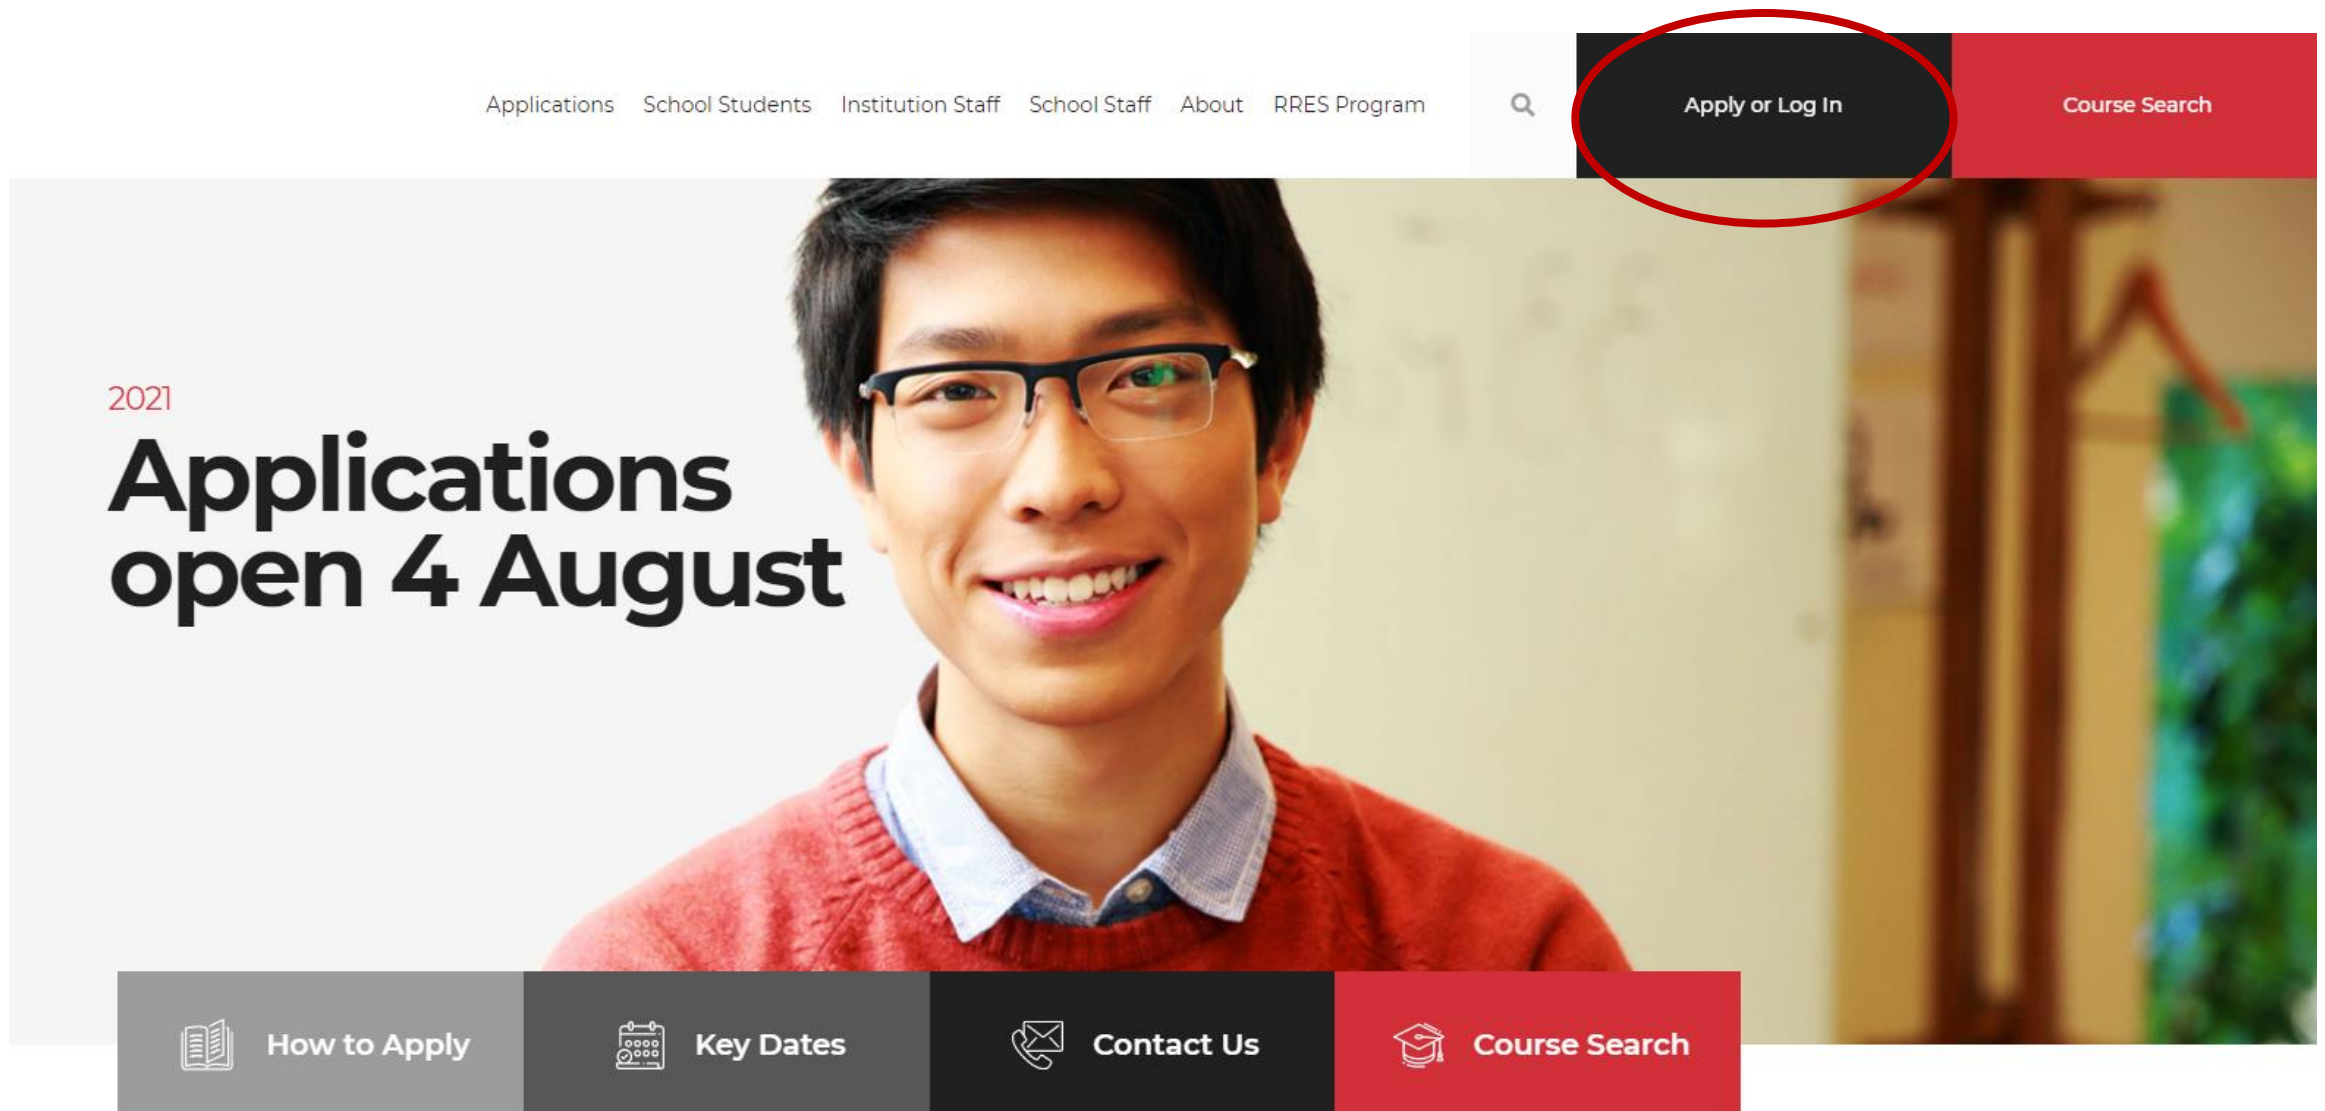 Applications School Students Institution Staff School Staff About RRES Program Apply or Log In Course Search
2021
Applications
open 4 August
How to Apply Key Dates Contact Us Course Search